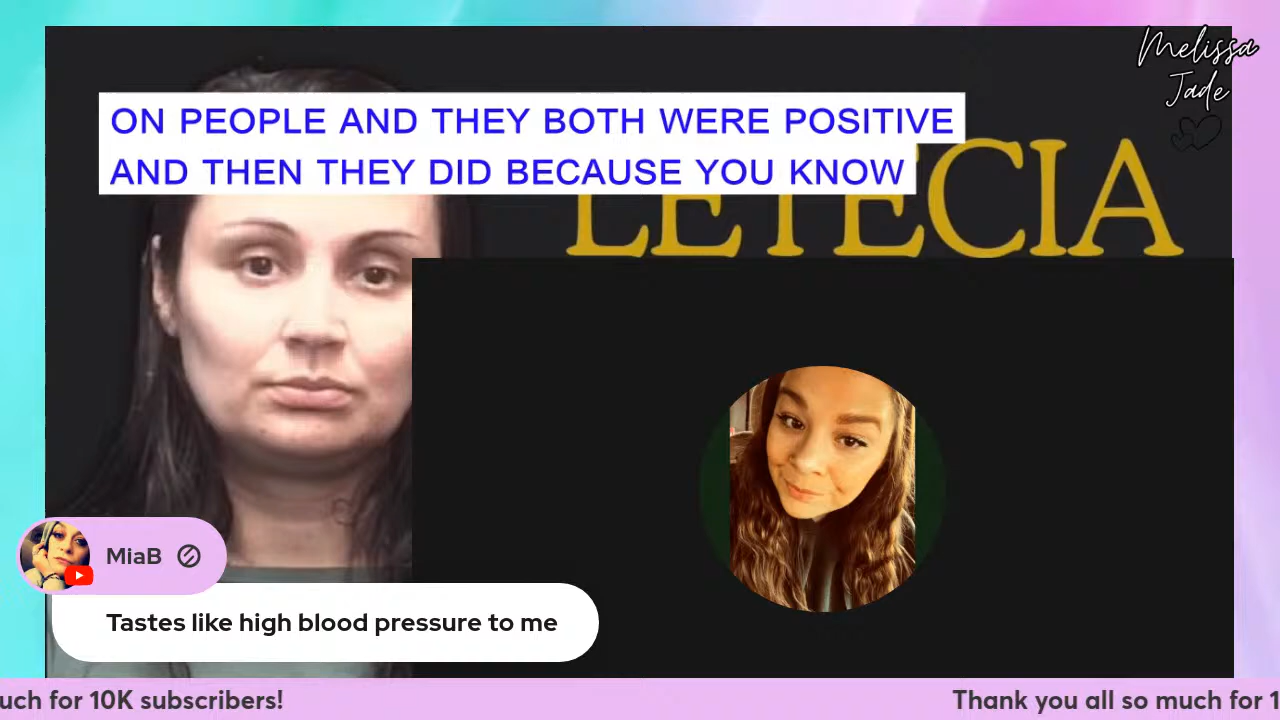 Melissa
Jade
ON PEOPLE AND THEY BOTH WERE POSITIVE
AND THEN THEY DID BECAUSE YOU KNOW
LETECIA
MiaB
Tastes like high blood pressure to me
uch for 10K subscribers!
Thank you all so much for 1